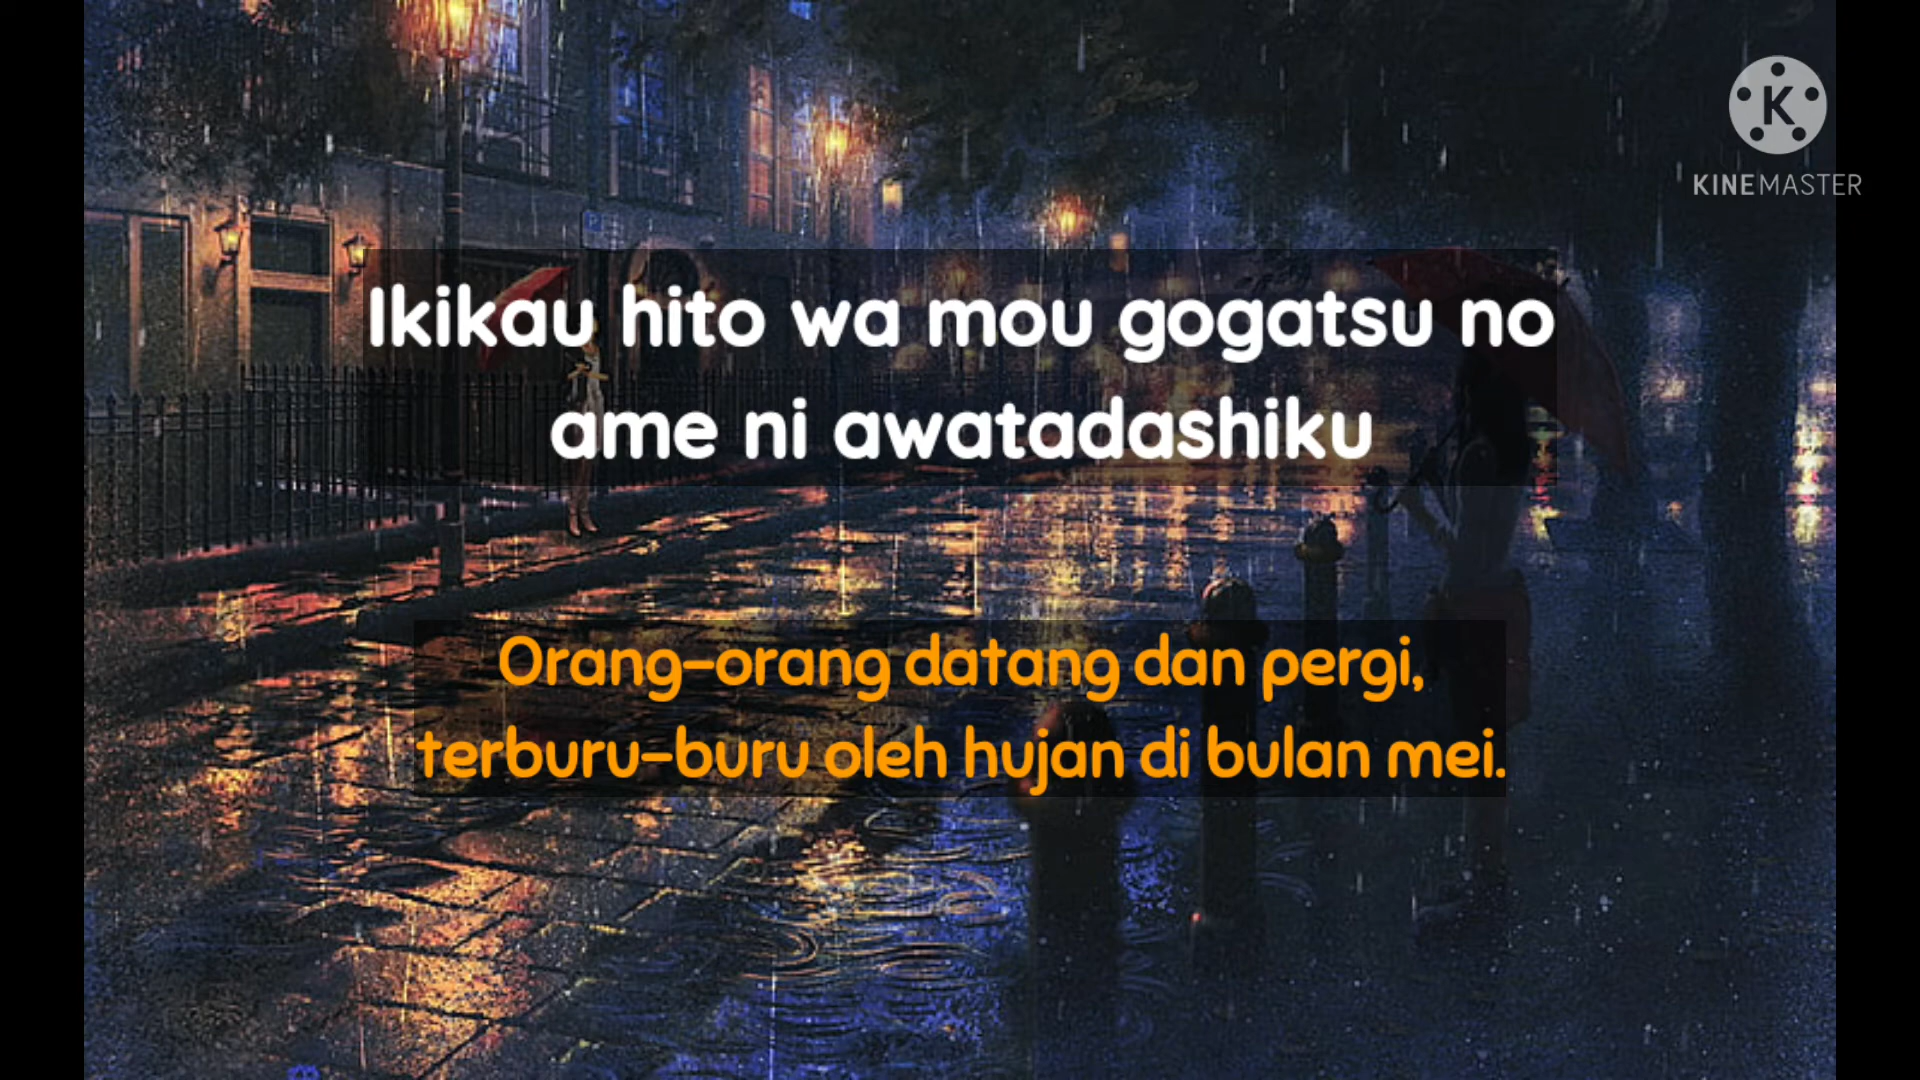 K
KINEMASTER
Ikikau hito wa mou gogatsu no
ame ni awatadashiku
Orang-orang datang dan pergi,
terburu-buru oleh hujan di bulan mei.